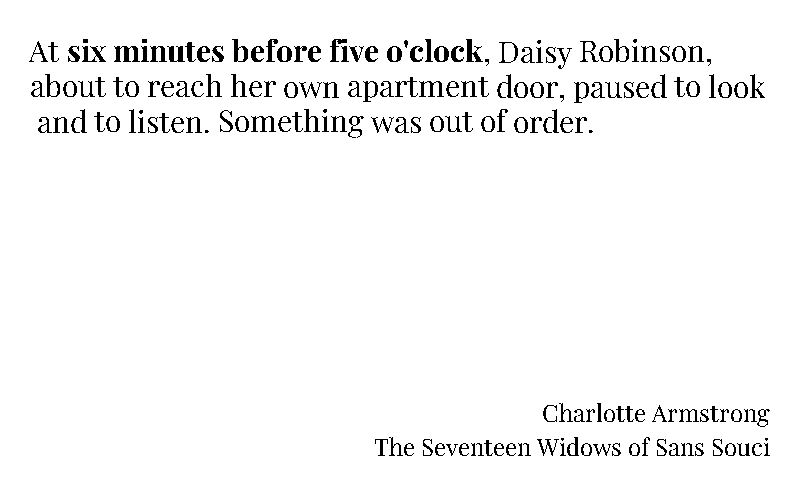 At six minutes before five o'clock, Daisy Robinson,
about to reach her own apartment door, paused to look
and to listen. Something was out of order.
Charlotte Armstrong
The Seventeen Widows of Sans Souci